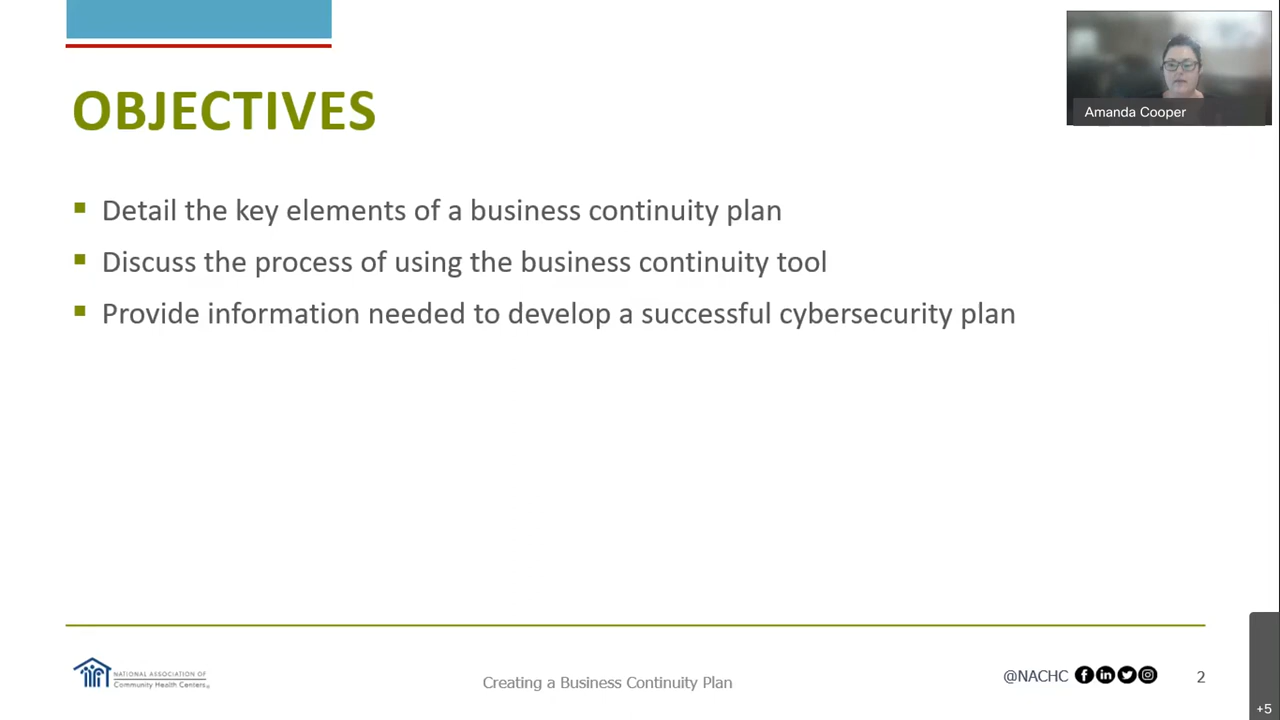 Amanda Cooper
OBJECTIVES
Detail the key elements of a business continuity plan
Discuss the process of using the business continuity tool
Provide information needed to develop a successful cybersecurity plan
NATIONAL ASSOCIATION OF
Community Health Centers®
Creating a Business Continuity Plan
@NACHC
2
+5